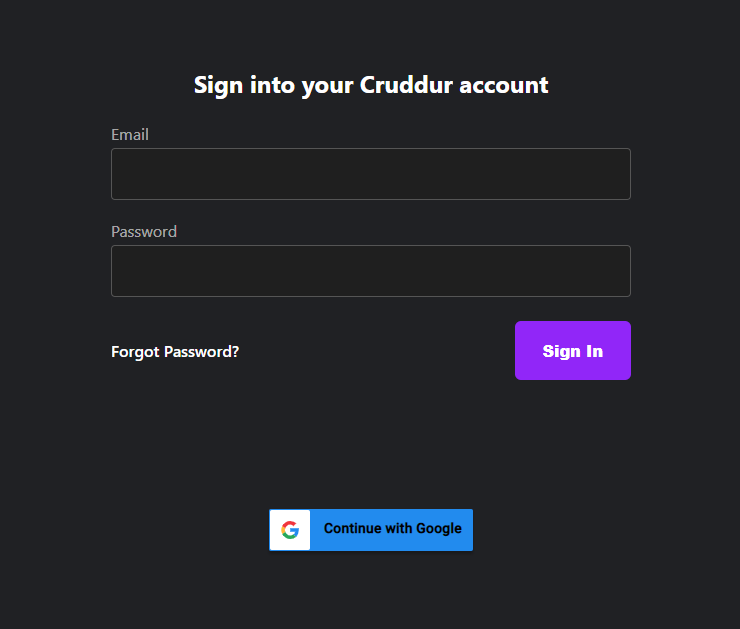 Sign into your Cruddur account
Email
Password
Forgot Password?
Sign In
Continue with Google